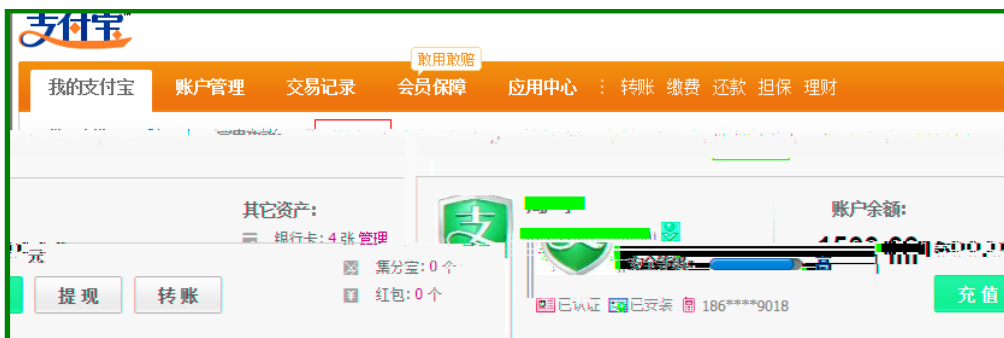 支付宝
敢用敢赔
我的支付宝 账户管理 交易记录 会员保障 应用中心 转账 缴费 还款 担保 理财
其它资产: 账户余额:
银行卡: 4 张 管理
元
集分宝: 0 个
提现 转账 红包: 0 个 已认证 已安装 186****9018 充值